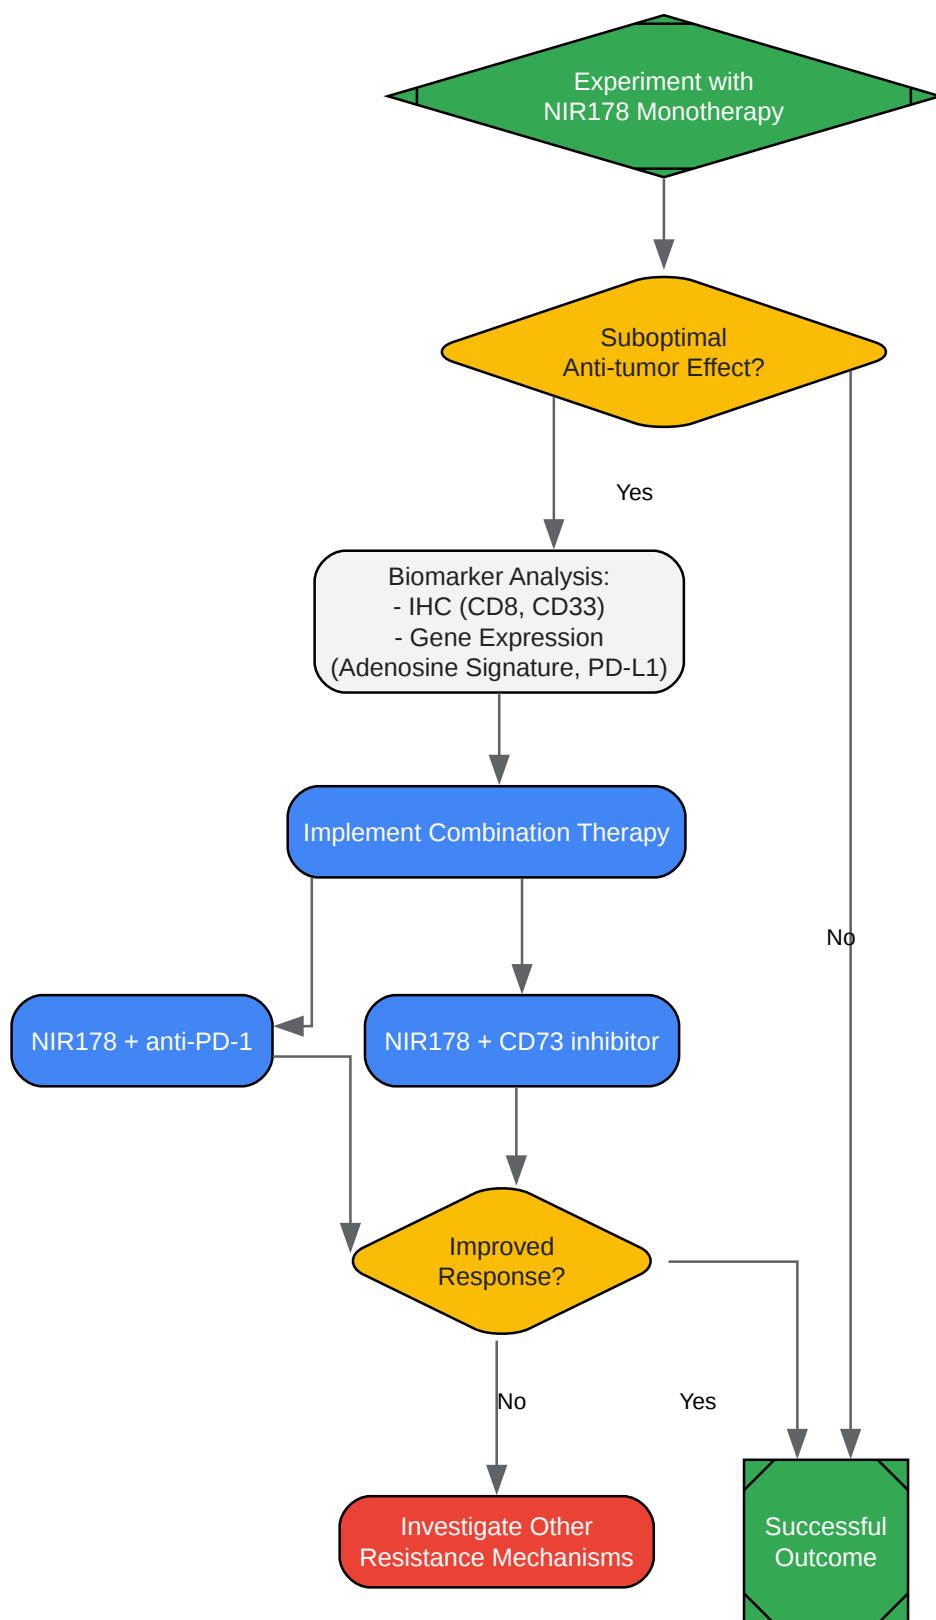 Experiment with
NIR178 Monotherapy
Suboptimal
Anti-tumor Effect?
Yes
Biomarker Analysis:
- IHC (CD8, CD33)
- Gene Expression
(Adenosine Signature, PD-L1)
Implement Combination Therapy
No
NIR178 + anti-PD-1
NIR178 + CD73 inhibitor
Improved
Response?
No
Yes
Investigate Other
Resistance Mechanisms
Successful
Outcome